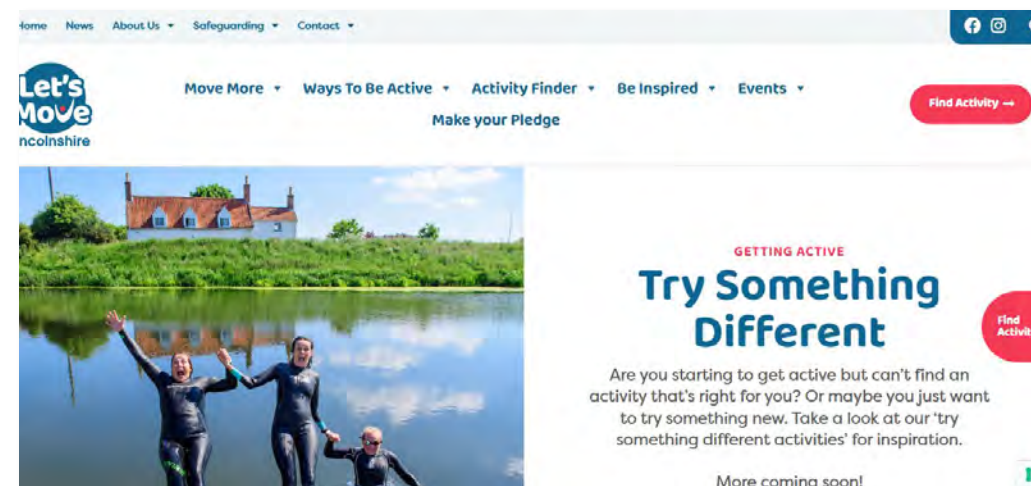 Home News About Us Safeguarding Contact
Let's
Move
Lincolnshire
Move More Ways To Be Active Activity Finder Be Inspired Events
Make your Pledge
Find Activity →
GETTING ACTIVE
Try Something
Different
Find
Activit
Are you starting to get active but can't find an
activity that's right for you? Or maybe you just want
to try something new. Take a look at our 'try
something different activities' for inspiration.
More coming soon!